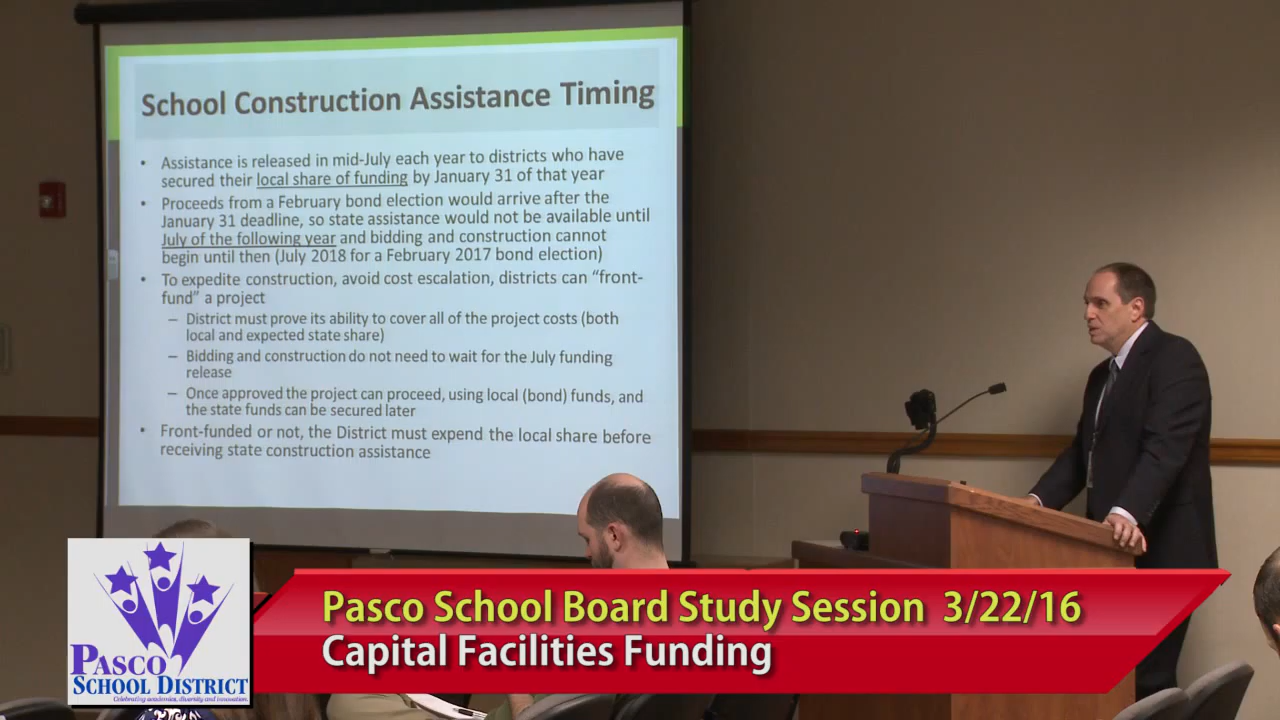 School Construction Assistance Timing
• Assistance is released in mid-July each year to districts who have
secured their local share of funding by January 31 of that year
• Proceeds from a February bond election would arrive after the
January 31 deadline, so state assistance would not be available until
July of the following year and bidding and construction cannot
begin until then (July 2018 for a February 2017 bond election)
• To expedite construction, avoid cost escalation, districts can “front-
fund” a project
– District must prove its ability to cover all of the project costs (both
local and expected state share)
– Bidding and construction do not need to wait for the July funding
release
– Once approved the project can proceed, using local (bond) funds, and
the state funds can be secured later
• Front-funded or not, the District must expend the local share before
receiving state construction assistance
Pasco School Board Study Session 3/22/16
Capital Facilities Funding
PASCO
SCHOOL DISTRICT
Celebrating academics, diversity and innovation.